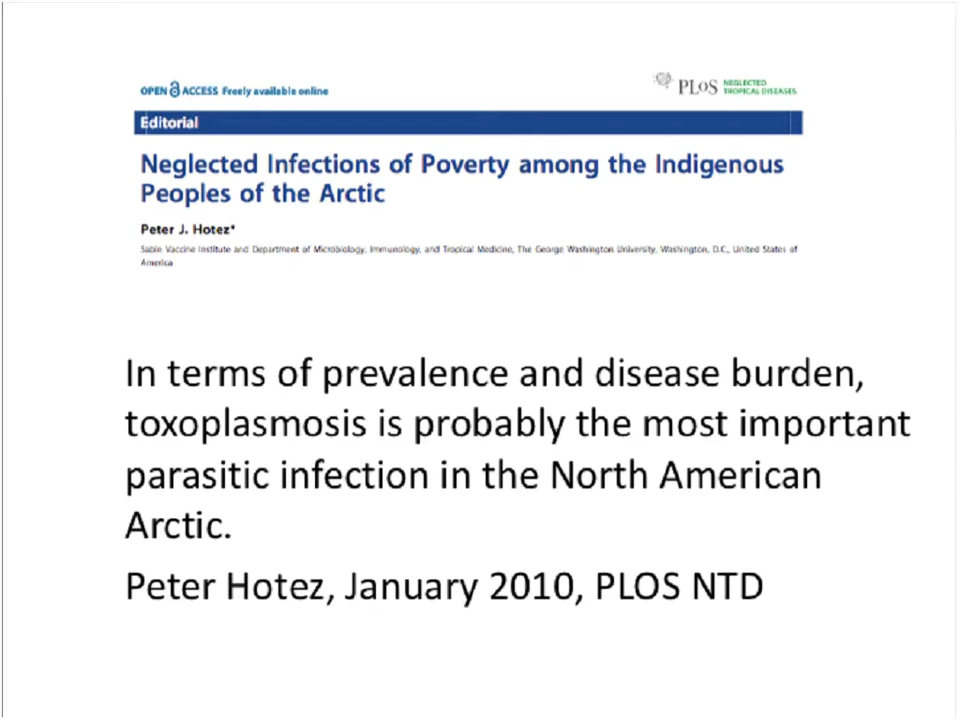 OPEN ACCESS Freely available online
PLoS NEGLECTED TROPICAL DISEASES
Editorial
Neglected Infections of Poverty among the Indigenous
Peoples of the Arctic
Peter J. Hotez*
Sabin Vaccine Institute and Department of Microbiology, Immunology, and Tropical Medicine, The George Washington University, Washington, D.C., United States of
America
In terms of prevalence and disease burden,
toxoplasmosis is probably the most important
parasitic infection in the North American
Arctic.
Peter Hotez, January 2010, PLOS NTD